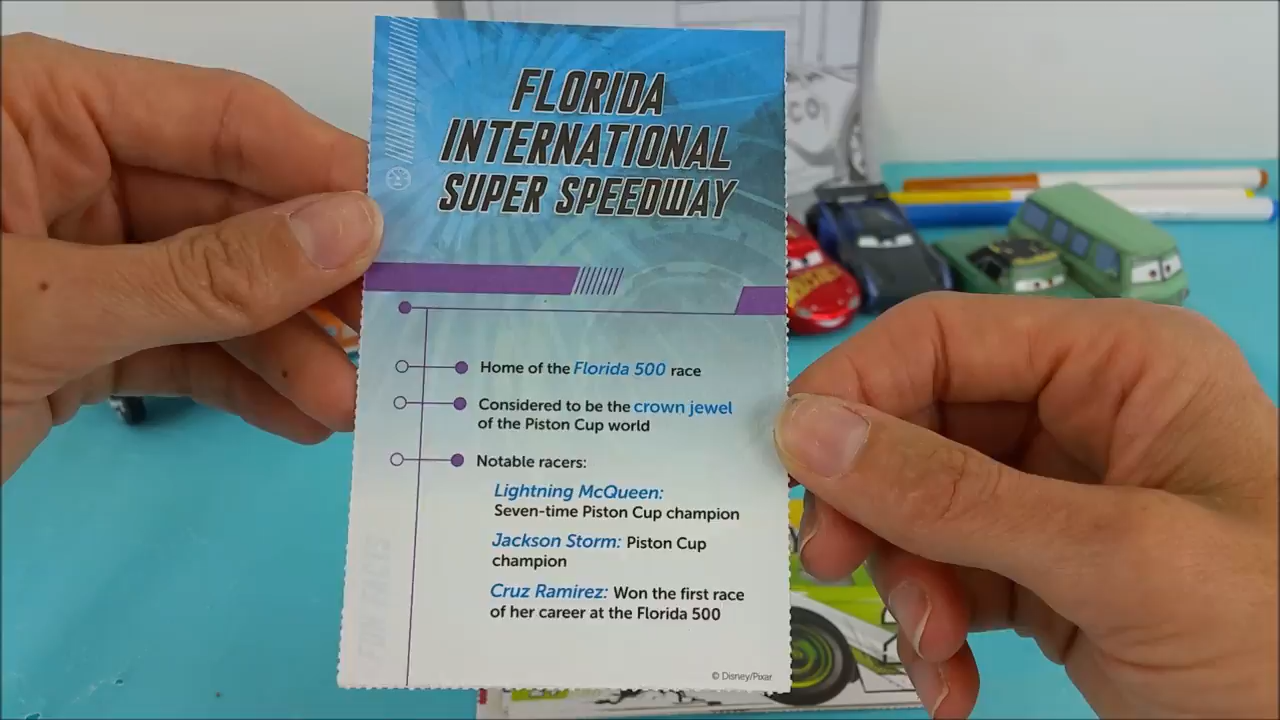 FLORIDA
INTERNATIONAL
SUPER SPEEDWAY
Home of the Florida 500 race
Considered to be the crown jewel
of the Piston Cup world
Notable racers:
Lightning McQueen:
Seven-time Piston Cup champion
Jackson Storm: Piston Cup
champion
Cruz Ramirez: Won the first race
of her career at the Florida 500
FUN FACTS
© Disney/Pixar